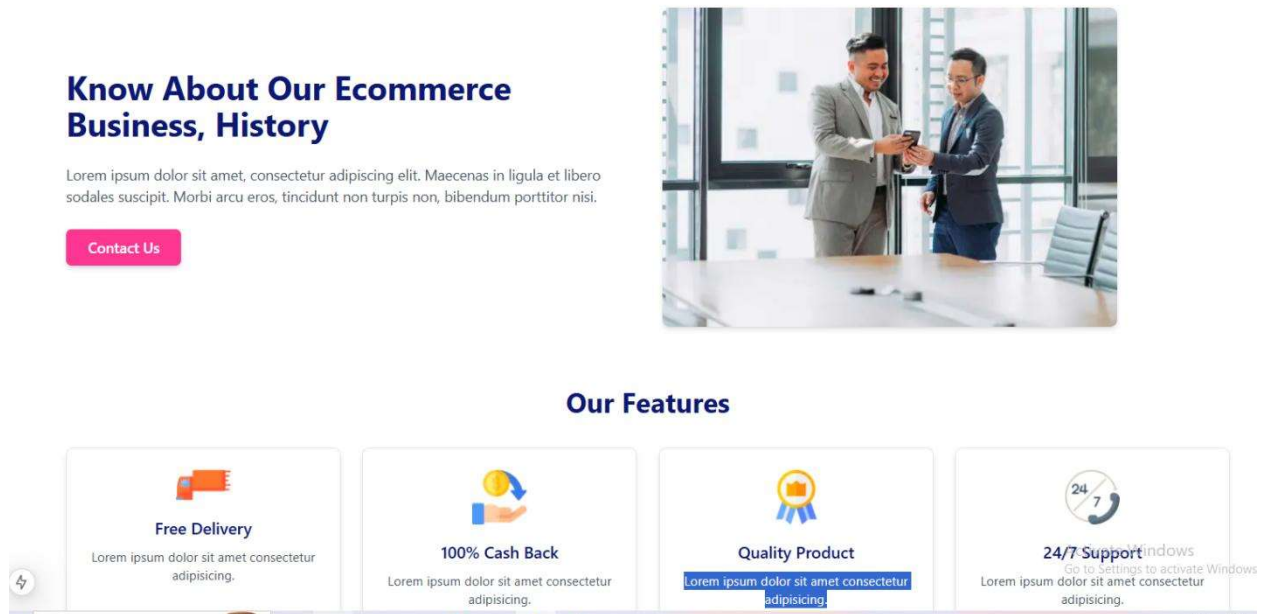 Know About Our Ecommerce
Business, History
Lorem ipsum dolor sit amet, consectetur adipiscing elit. Maecenas in ligula et libero
sodales suscipit. Morbi arcu eros, tincidunt non turpis non, bibendum porttitor nisi.
Contact Us
Our Features
Free Delivery
Lorem ipsum dolor sit amet consectetur
adipisicing.
100% Cash Back
Lorem ipsum dolor sit amet consectetur
adipisicing.
Quality Product
Lorem ipsum dolor sit amet consectetur
adipisicing.
24
7
24/7 Support
Lorem ipsum dolor sit amet consectetur
adipisicing.
Activate Windows
Go to Settings to activate Windows